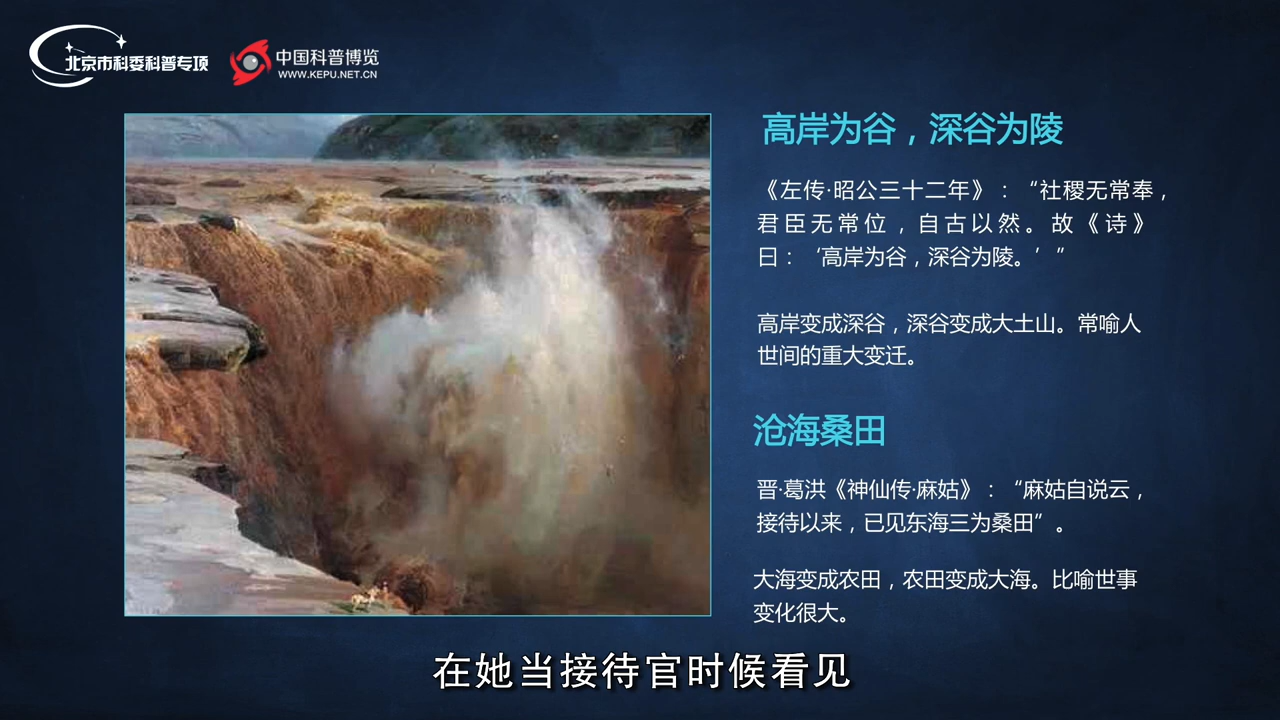 北京市科委科普专项
中国科普博览
WWW.KEPU.NET.CN
高岸为谷，深谷为陵
《左传·昭公三十二年》：“社稷无常奉，
君臣无常位，自古以然。故《诗》
曰：‘高岸为谷，深谷为陵。’”
高岸变成深谷，深谷变成大土山。常喻人
世间的重大变迁。
沧海桑田
晋·葛洪《神仙传·麻姑》：“麻姑自说云，
接待以来，已见东海三为桑田”。
大海变成农田，农田变成大海。比喻世事
变化很大。
在她当接待官时候看见